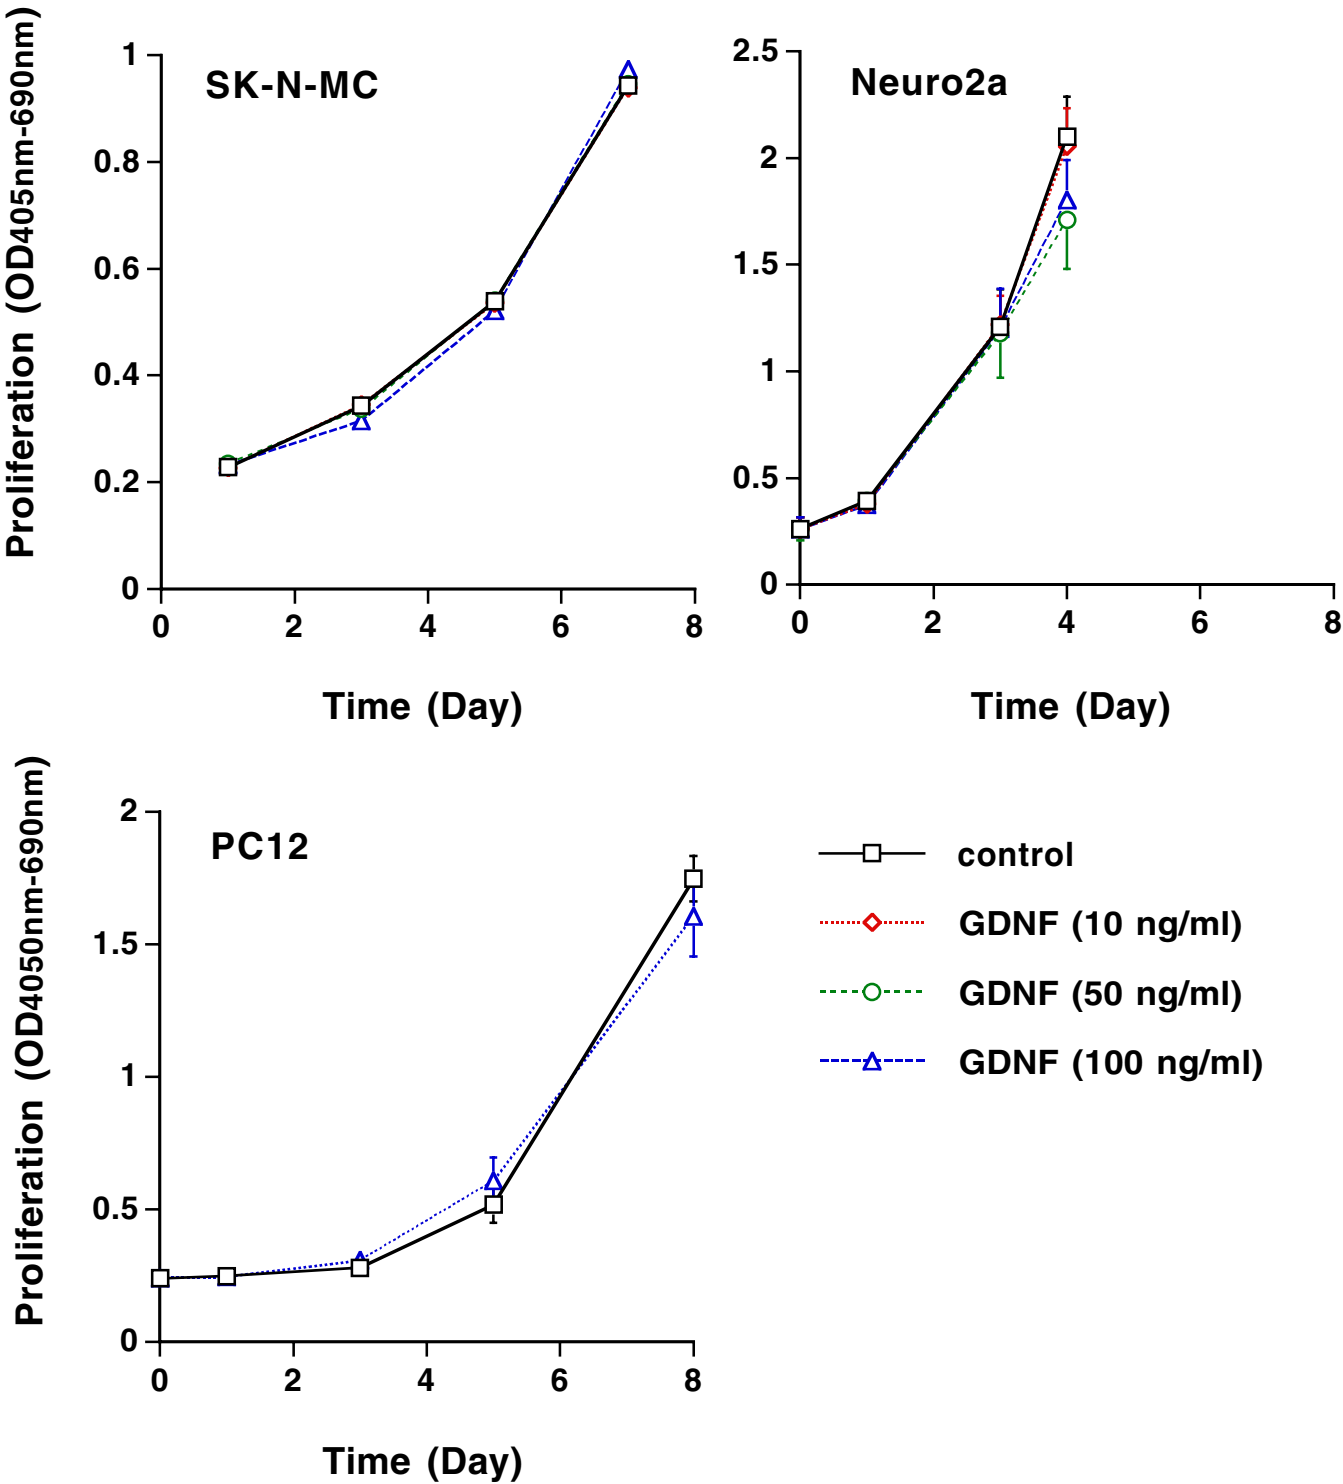 SK-N-MC
Proliferation (OD405nm-690nm)
1
0.8
0.6
0.4
0.2
0
0 2 4 6 8
Time (Day)
Neuro2a
2.5
2
1.5
1
0.5
0
0 2 4 6 8
Time (Day)
PC12
Proliferation (OD4050nm-690nm)
2
1.5
1
0.5
0
0 2 4 6 8
Time (Day)
control
GDNF (10 ng/ml)
GDNF (50 ng/ml)
GDNF (100 ng/ml)